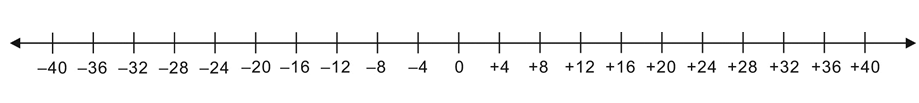 –40 –36 –32 –28 –24 –20 –16 –12 –8 –4 0 +4 +8 +12 +16 +20 +24 +28 +32 +36 +40